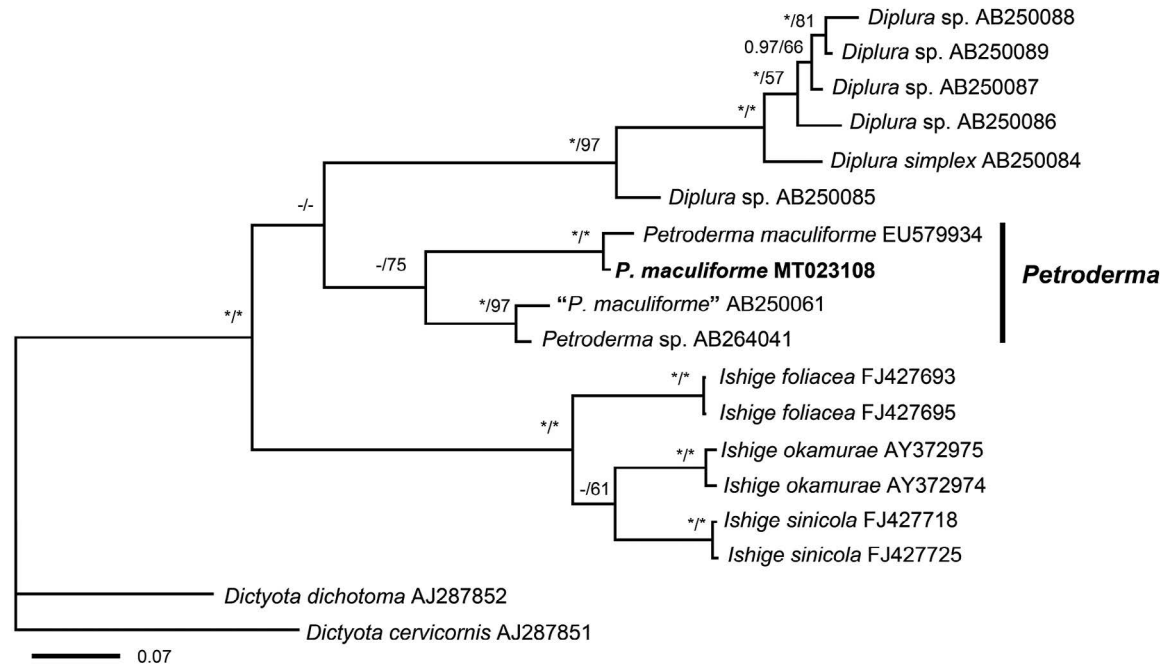 */81
Diplura sp. AB250088
0.97/66
Diplura sp. AB250089
*/57
Diplura sp. AB250087
*/*
Diplura sp. AB250086
*/97
Diplura simplex AB250084
-/-
Diplura sp. AB250085
*/*
Petroderma maculiforme EU579934
-/75
P. maculiforme MT023108
Petroderma
*/97
“P. maculiforme” AB250061
*/*
Petroderma sp. AB264041
*/*
Ishige foliacea FJ427693
*/*
Ishige foliacea FJ427695
*/*
Ishige okamurae AY372975
-/61
Ishige okamurae AY372974
*/*
Ishige sinicola FJ427718
Ishige sinicola FJ427725
Dictyota dichotoma AJ287852
Dictyota cervicornis AJ287851
0.07